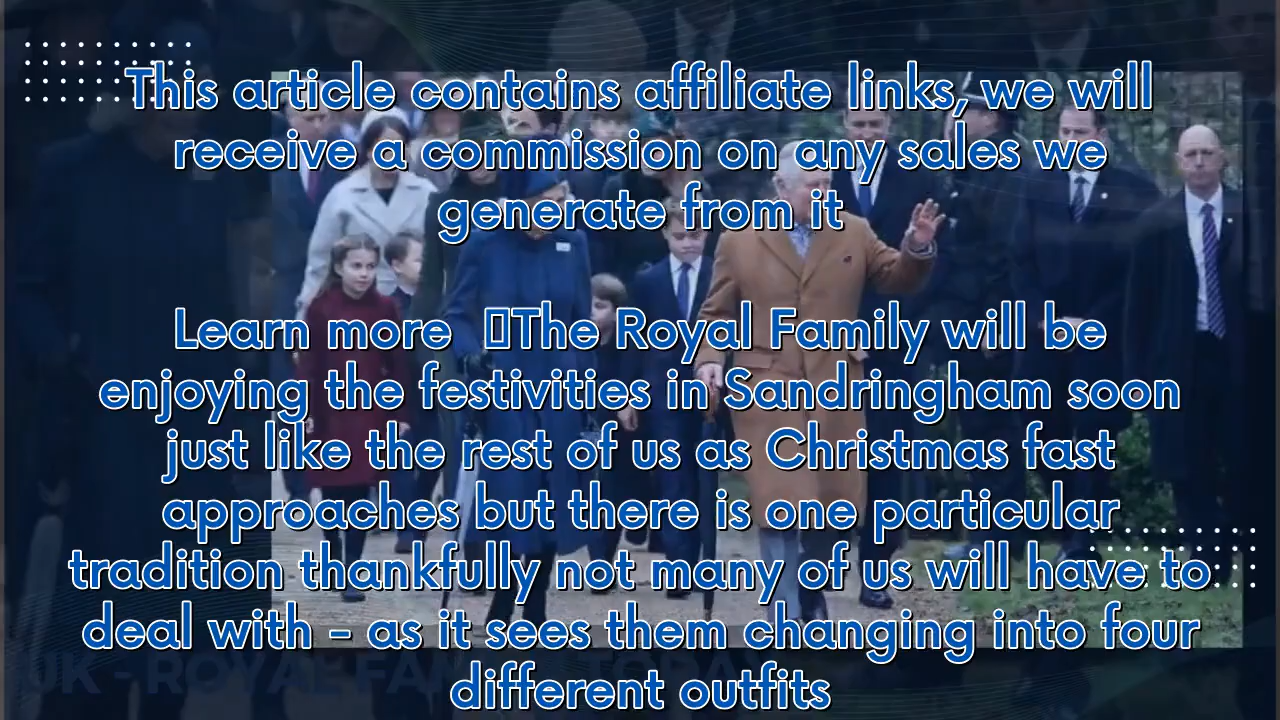 This article contains affiliate links, we will
receive a commission on any sales we
generate from it
Learn more ▯The Royal Family will be
enjoying the festivities in Sandringham soon
just like the rest of us as Christmas fast
approaches but there is one particular
tradition thankfully not many of us will have to
deal with - as it sees them changing into four
different outfits
UK - ROYAL FAM